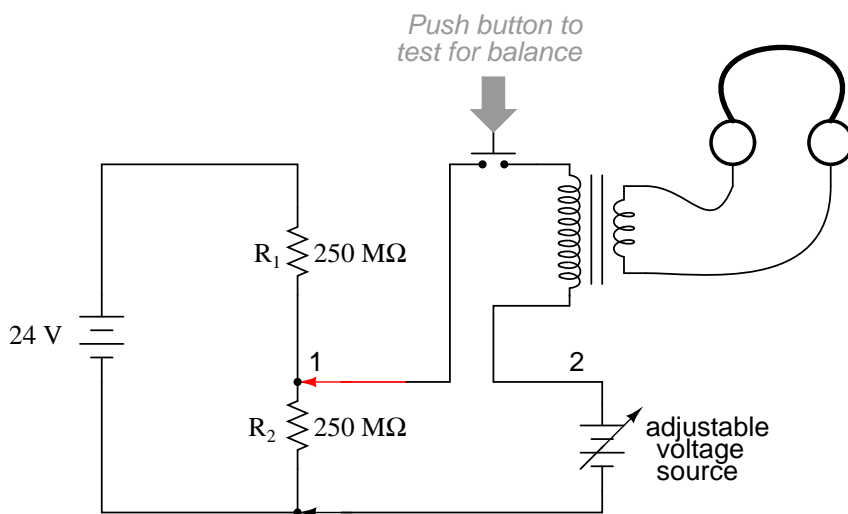 Push button to
test for balance
R1 250 MΩ
24 V
1
2
R2 250 MΩ
adjustable
voltage
source